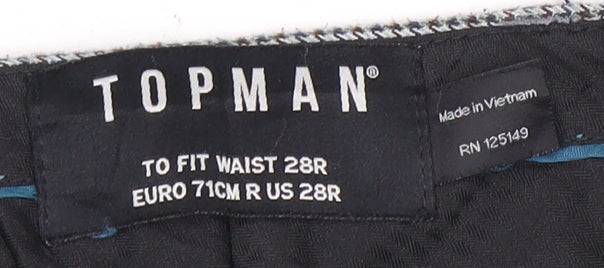 TOPMAN®
TO FIT WAIST 28R
EURO 71CM R US 28R
Made in Vietnam
RN 125149